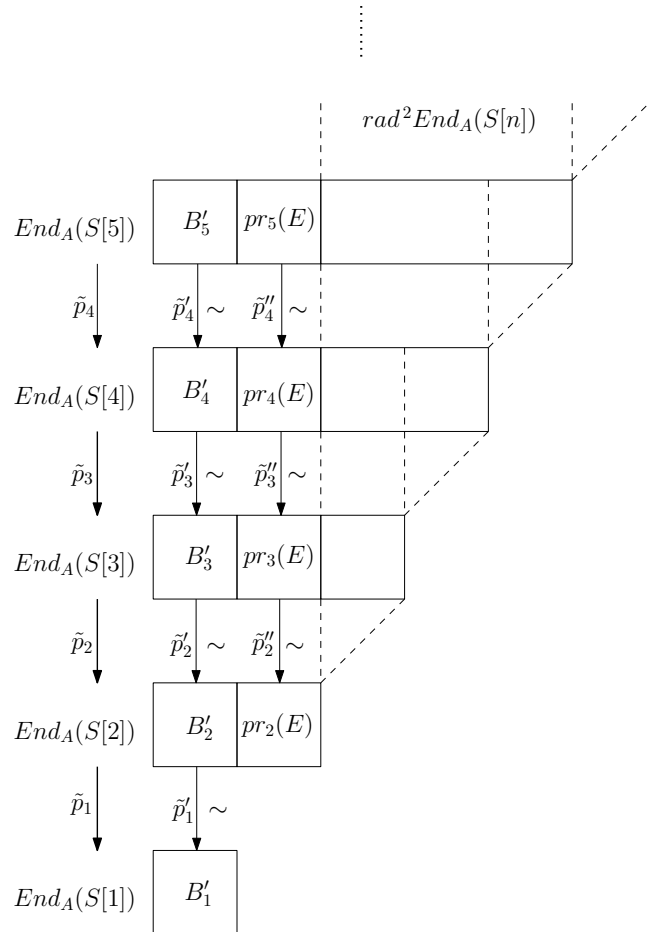 rad²End_A(S[n])
End_A(S[5]) B′_5 pr_5(E)
p̃_4 p̃′_4 ∼ p̃″_4 ∼
End_A(S[4]) B′_4 pr_4(E)
p̃_3 p̃′_3 ∼ p̃″_3 ∼
End_A(S[3]) B′_3 pr_3(E)
p̃_2 p̃′_2 ∼ p̃″_2 ∼
End_A(S[2]) B′_2 pr_2(E)
p̃_1 p̃′_1 ∼
End_A(S[1]) B′_1